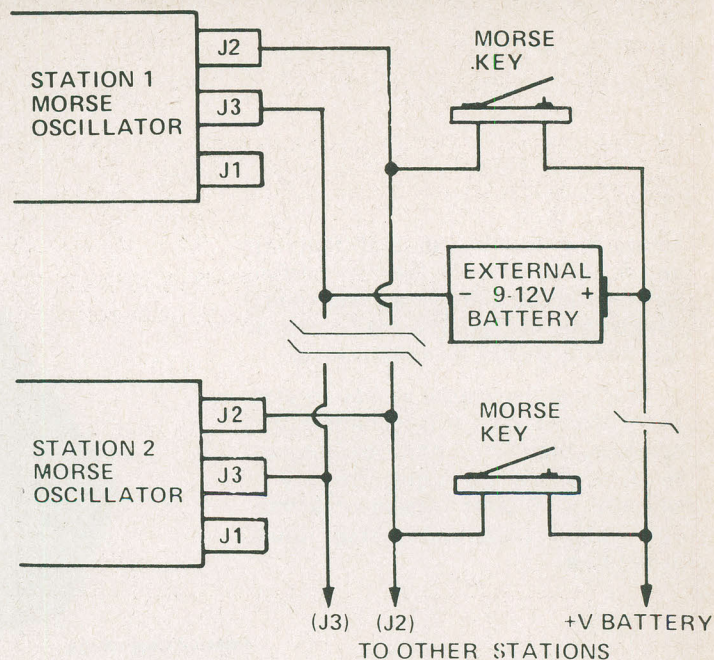 STATION 1
MORSE
OSCILLATOR
J2
J3
J1
MORSE
KEY
EXTERNAL
- 9-12V +
BATTERY
STATION 2
MORSE
OSCILLATOR
J2
J3
J1
MORSE
KEY
(J3) (J2) +V BATTERY
TO OTHER STATIONS